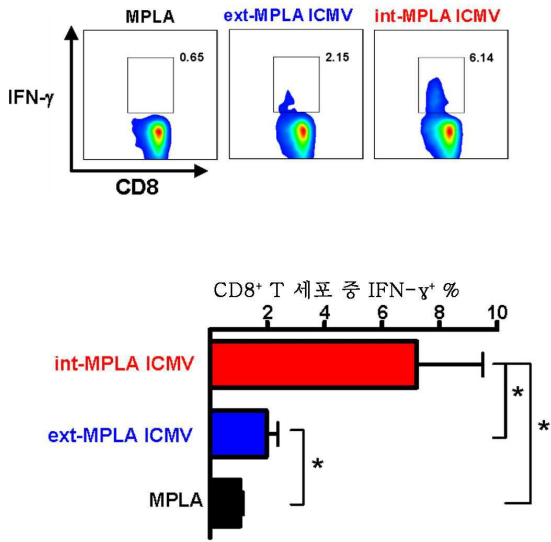 MPLA ext-MPLA ICMV int-MPLA ICMV
0.65 2.15 6.14
IFN-γ
CD8
CD8⁺ T 세포 중 IFN-ɣ⁺ %
2 4 6 8 10
int-MPLA ICMV
*
ext-MPLA ICMV
*
*
MPLA